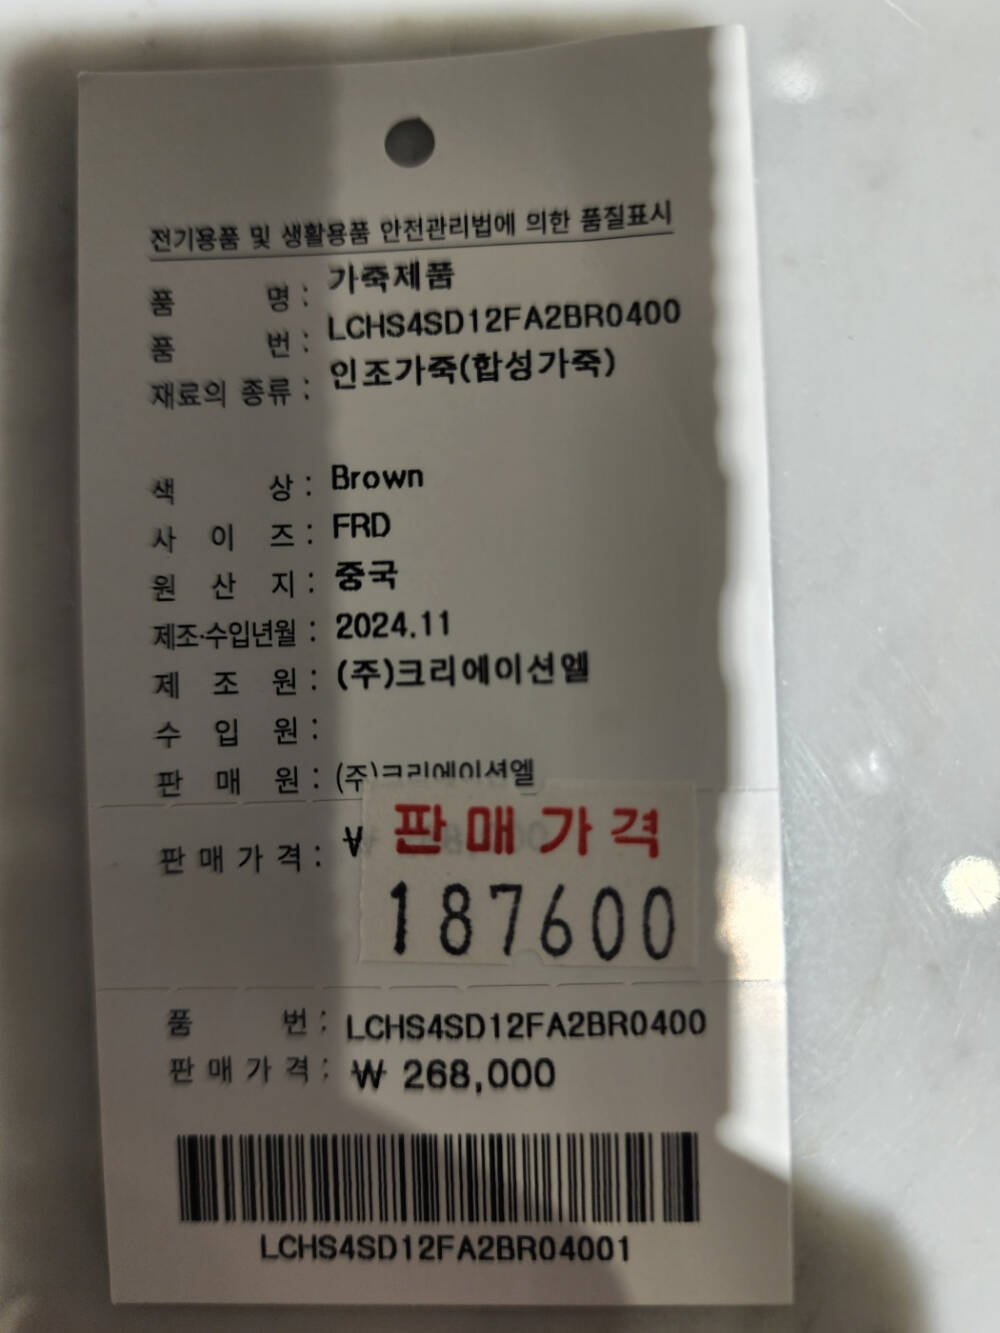 전기용품 및 생활용품 안전관리법에 의한 품질표시
품 명 : 가죽제품
품 번 : LCHS4SD12FA2BR0400
재료의 종류 : 인조가죽(합성가죽)
색 상 : Brown
사 이 즈 : FRD
원 산 지 : 중국
제조·수입년월 : 2024.11
제 조 원 : (주)크리에이션엘
수 입 원 :
판 매 원 : (주)크리에이션엘
판매가격 : ₩
판매가격
187600
품 번 : LCHS4SD12FA2BR0400
판매가격 : ₩ 268,000
LCHS4SD12FA2BR04001